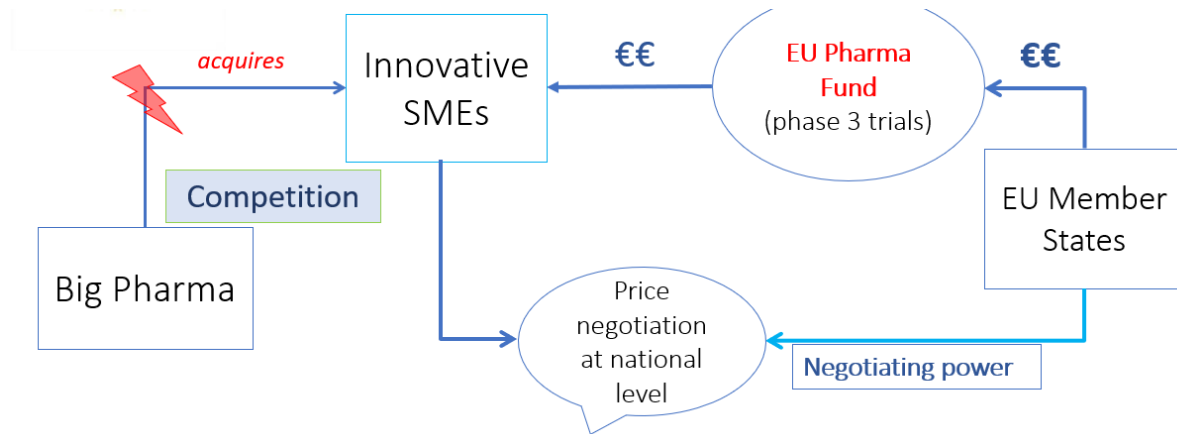 acquires
Innovative
SMEs
€€
EU Pharma
Fund
(phase 3 trials)
€€
Competition
EU Member
States
Big Pharma
Price
negotiation
at national
level
Negotiating power